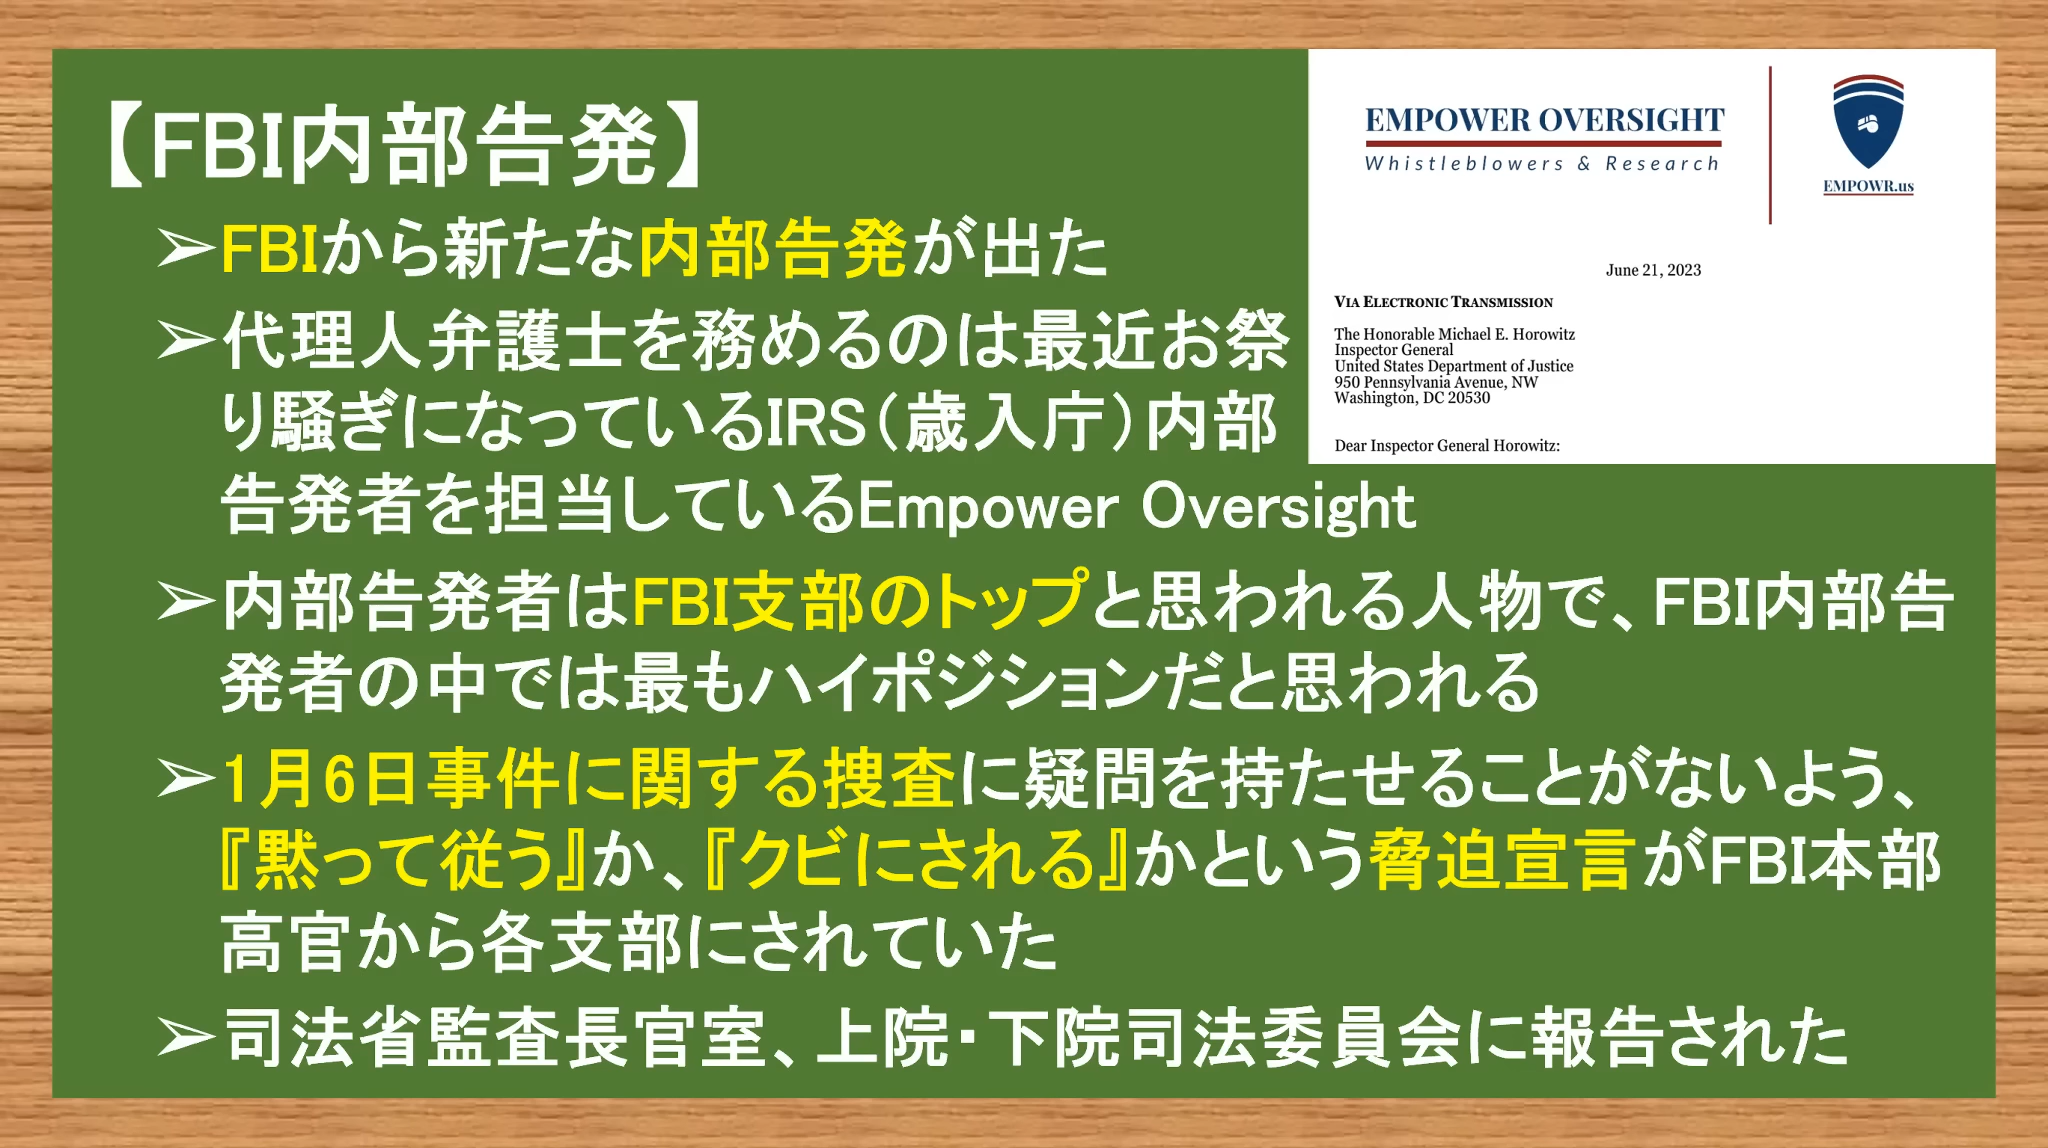 【FBI内部告発】
➢FBIから新たな内部告発が出た
➢代理人弁護士を務めるのは最近お祭
り騒ぎになっているIRS（歳入庁）内部
告発者を担当しているEmpower Oversight
➢内部告発者はFBI支部のトップと思われる人物で、FBI内部告
発者の中では最もハイポジションだと思われる
➢1月6日事件に関する捜査に疑問を持たせることがないよう、
『黙って従う』か、『クビにされる』かという脅迫宣言がFBI本部
高官から各支部にされていた
➢司法省監査長官室、上院・下院司法委員会に報告された
EMPOWER OVERSIGHT
Whistleblowers & Research
EMPOWR.us
June 21, 2023
VIA ELECTRONIC TRANSMISSION
The Honorable Michael E. Horowitz
Inspector General
United States Department of Justice
950 Pennsylvania Avenue, NW
Washington, DC 20530
Dear Inspector General Horowitz: